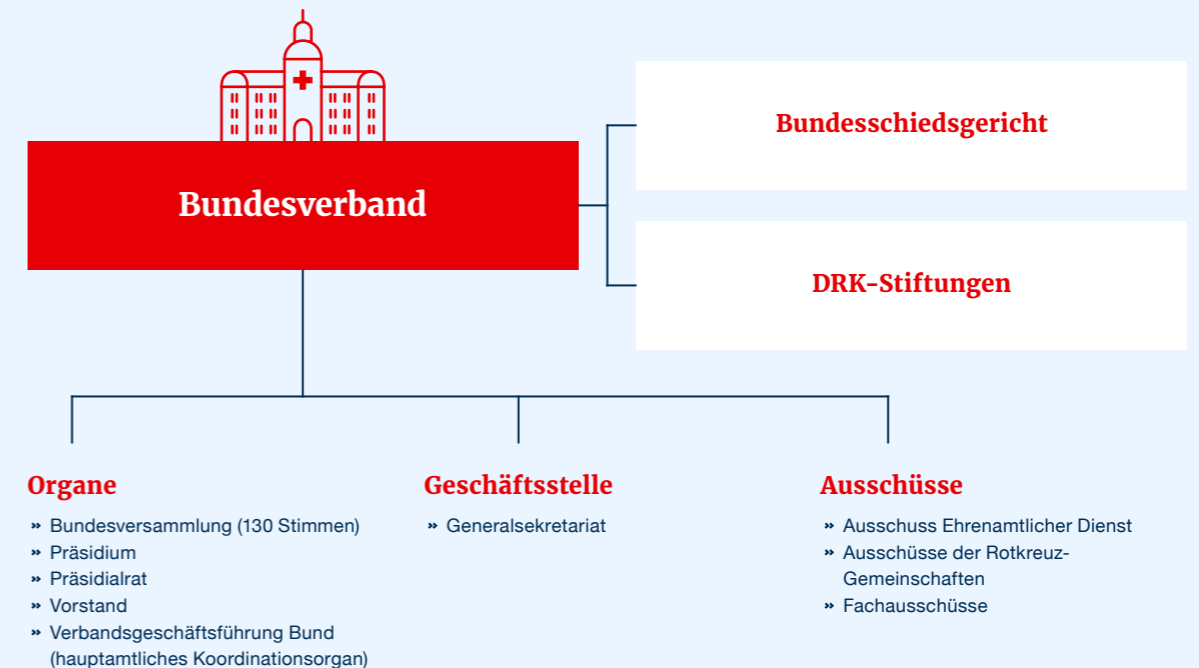 Bundesverband
Bundesschiedsgericht
DRK-Stiftungen
Organe
» Bundesversammlung (130 Stimmen)
» Präsidium
» Präsidialrat
» Vorstand
» Verbandsgeschäftsführung Bund
(hauptamtliches Koordinationsorgan)
Geschäftsstelle
» Generalsekretariat
Ausschüsse
» Ausschuss Ehrenamtlicher Dienst
» Ausschüsse der Rotkreuz-
Gemeinschaften
» Fachausschüsse